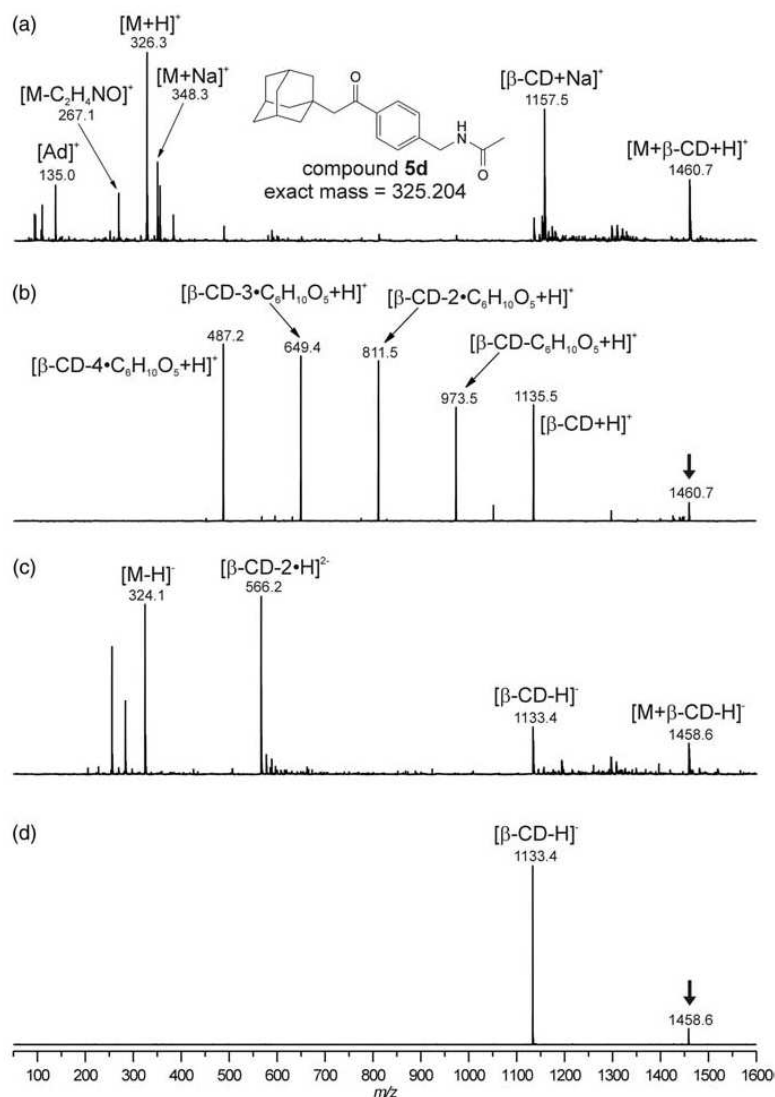 (a)
[M+H]⁺
326.3
[M+Na]⁺
348.3
[M-C₂H₄NO]⁺
267.1
[Ad]⁺
135.0
O
N
H
O
compound 5d
exact mass = 325.204
[β-CD+Na]⁺
1157.5
[M+β-CD+H]⁺
1460.7
(b)
[β-CD-3•C₆H₁₀O₅+H]⁺
649.4
[β-CD-2•C₆H₁₀O₅+H]⁺
811.5
[β-CD-4•C₆H₁₀O₅+H]⁺
487.2
[β-CD-C₆H₁₀O₅+H]⁺
973.5
1135.5
[β-CD+H]⁺
1460.7
(c)
[M-H]⁻
324.1
[β-CD-2•H]²⁻
566.2
[β-CD-H]⁻
1133.4
[M+β-CD-H]⁻
1458.6
(d)
[β-CD-H]⁻
1133.4
1458.6
100 200 300 400 500 600 700 800 900 1000 1100 1200 1300 1400 1500 1600
m/z